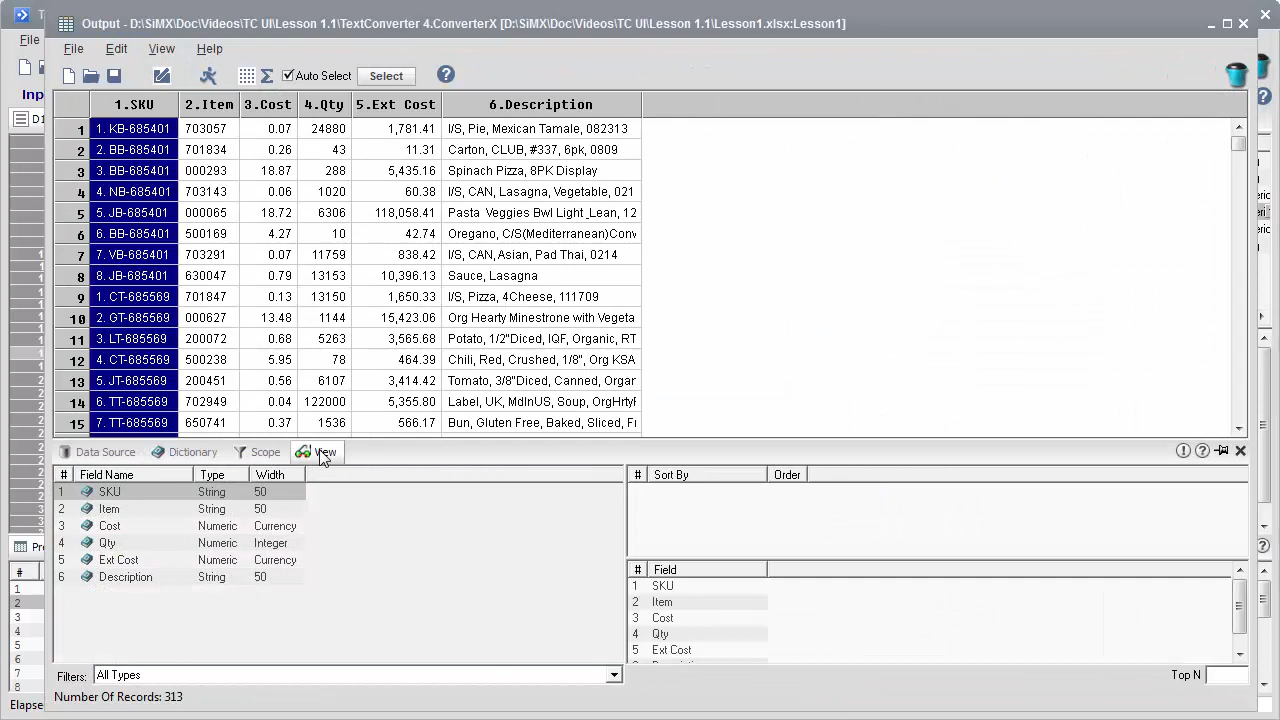 Output - D:\SiMX\Doc\Videos\TC UI\Lesson 1.1\TextConverter 4.ConverterX [D:\SiMX\Doc\Videos\TC UI\Lesson 1.1\Lesson1.xlsx:Lesson1]
File
File Edit View Help
Auto Select Select
Inp
1.SKU 2.Item 3.Cost 4.Qty 5.Ext Cost 6.Description
D1
1 1. KB-685401 703057 0.07 24880 1,781.41 I/S, Pie, Mexican Tamale, 082313
2 2. BB-685401 701834 0.26 43 11.31 Carton, CLUB, #337, 6pk, 0809
3 3. BB-685401 000293 18.87 288 5,435.16 Spinach Pizza, 8PK Display
4 4. NB-685401 703143 0.06 1020 60.38 I/S, CAN, Lasagna, Vegetable, 021
5 5. JB-685401 000065 18.72 6306 118,058.41 Pasta Veggies Bwl Light ,Lean, 12
6 6. BB-685401 500169 4.27 10 42.74 Oregano, C/S(Mediterranean)Conv
7 7. VB-685401 703291 0.07 11759 838.42 I/S, CAN, Asian, Pad Thai, 0214
8 8. JB-685401 630047 0.79 13153 10,396.13 Sauce, Lasagna
9 1. CT-685569 701847 0.13 13150 1,650.33 I/S, Pizza, 4Cheese, 111709
10 2. GT-685569 000627 13.48 1144 15,423.06 Org Hearty Minestone with Vegeta
11 3. LT-685569 200072 0.68 5263 3,565.68 Potato, 1/2"Diced, IQF, Organic, RT
12 4. CT-685569 500238 5.95 78 464.39 Chili, Red, Crushed, 1/8", Org KSA
13 5. JT-685569 200451 0.56 6107 3,414.42 Tomato, 3/8"Diced, Canned, Organ
14 6. TT-685569 702949 0.04 122000 5,355.80 Label, UK, MdInUS, Soup, OrgHrty
15 7. TT-685569 650741 0.37 1536 566.17 Bun, Gluten Free, Baked, Sliced, Fr
Data Source Dictionary Scope View
# Field Name Type Width
1 SKU String 50
2 Item String 50
3 Cost Numeric Currency
4 Qty Numeric Integer
5 Ext Cost Numeric Currency
6 Description String 50
# Sort By Order
# Field
1 SKU
2 Item
3 Cost
4 Qty
5 Ext Cost
Pre
#
1
2
3
4
5
6
7
8
Filters: All Types
Top N
Number Of Records: 313
Elapse